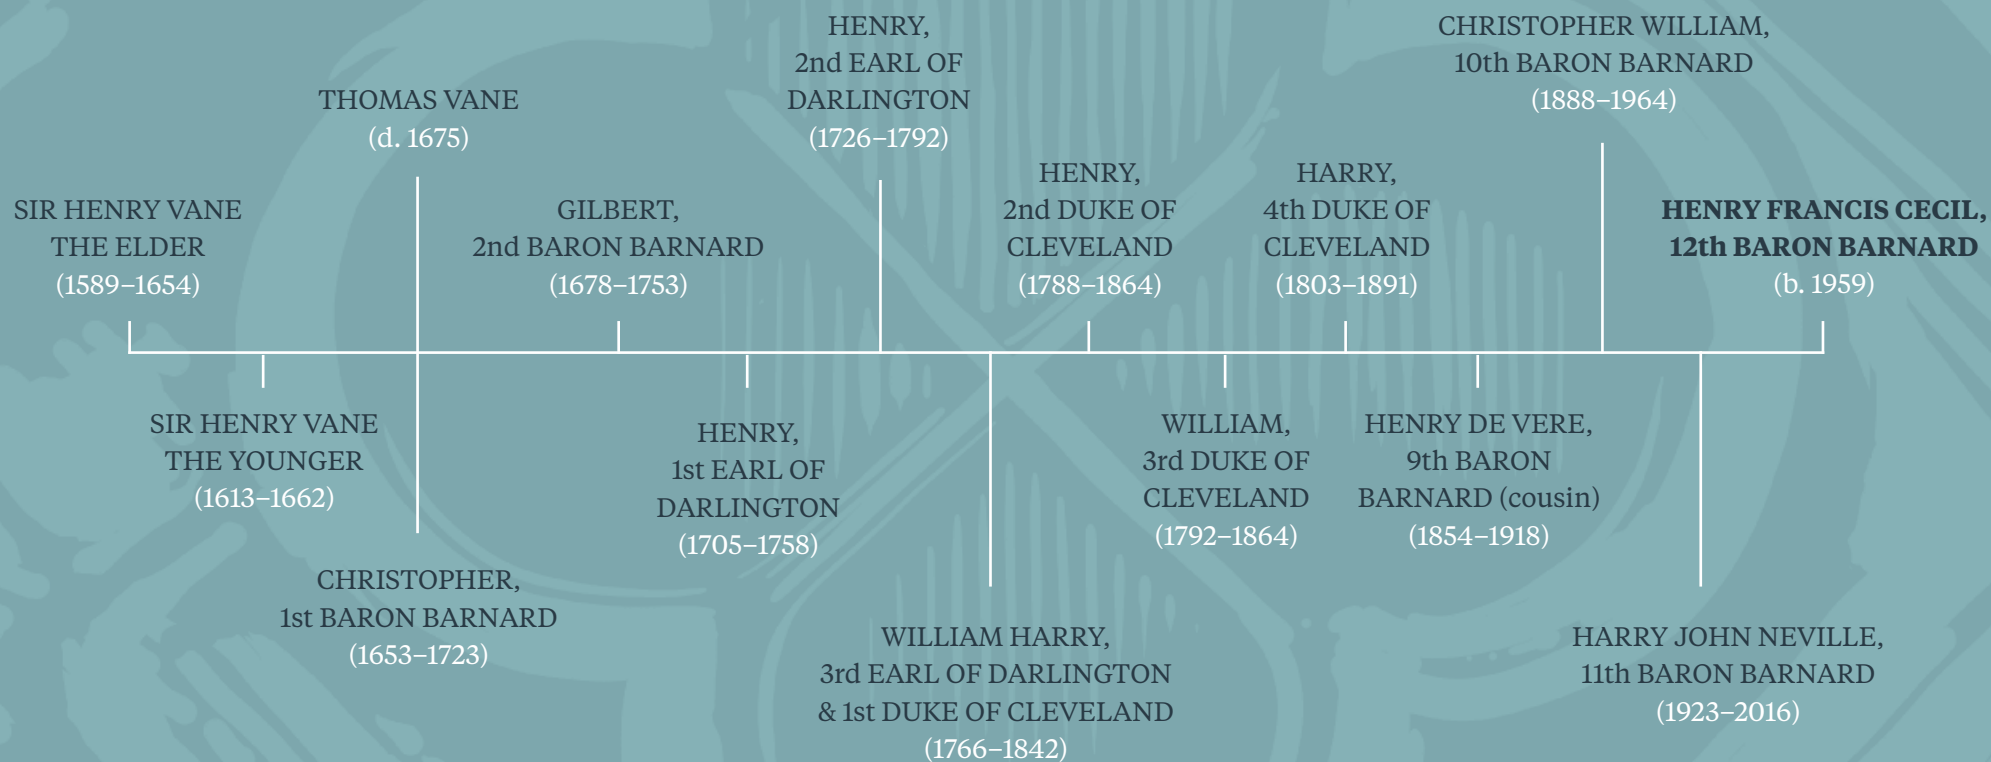 SIR HENRY VANE
THE ELDER
(1589–1654)
SIR HENRY VANE
THE YOUNGER
(1613–1662)
THOMAS VANE
(d. 1675)
CHRISTOPHER,
1st BARON BARNARD
(1653–1723)
GILBERT,
2nd BARON BARNARD
(1678–1753)
HENRY,
1st EARL OF
DARLINGTON
(1705–1758)
HENRY,
2nd EARL OF
DARLINGTON
(1726–1792)
WILLIAM HARRY,
3rd EARL OF DARLINGTON
& 1st DUKE OF CLEVELAND
(1766–1842)
HENRY,
2nd DUKE OF
CLEVELAND
(1788–1864)
WILLIAM,
3rd DUKE OF
CLEVELAND
(1792–1864)
HARRY,
4th DUKE OF
CLEVELAND
(1803–1891)
HENRY DE VERE,
9th BARON
BARNARD (cousin)
(1854–1918)
CHRISTOPHER WILLIAM,
10th BARON BARNARD
(1888–1964)
HARRY JOHN NEVILLE,
11th BARON BARNARD
(1923–2016)
HENRY FRANCIS CECIL,
12th BARON BARNARD
(b. 1959)